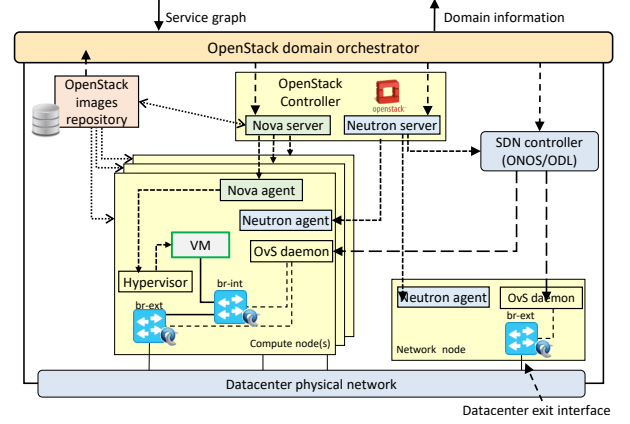 Service graph
Domain information
OpenStack domain orchestrator
OpenStack
images
repository
OpenStack
Controller
openstack
Nova server
Neutron server
SDN controller
(ONOS/ODL)
Nova agent
Neutron agent
VM
OvS daemon
Hypervisor
br-int
br-ext
Compute node(s)
Neutron agent
OvS daemon
br-ext
Network node
Datacenter physical network
Datacenter exit interface